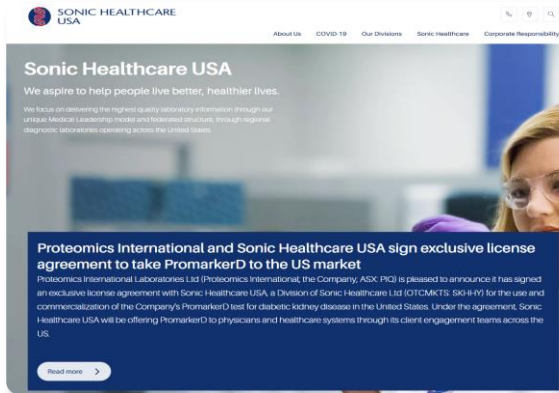 SONIC HEALTHCARE
USA
About Us COVID-19 Our Divisions Sonic Healthcare Corporate Responsibility
Sonic Healthcare USA
We aspire to help people live better, healthier lives.
We focus on delivering the highest quality laboratory information through our
unique Medical Leadership model and federated structure, through regional
diagnostic laboratories operating across the United States.
Proteomics International and Sonic Healthcare USA sign exclusive license
agreement to take PromarkerD to the US market
Proteomics International Laboratories Ltd (Proteomics International; the Company; ASX: PIQ) is pleased to announce it has signed
an exclusive license agreement with Sonic Healthcare USA, a Division of Sonic Healthcare Ltd (OTCMKTS: SKHHY) for the use and
commercialization of the Company's PromarkerD test for diabetic kidney disease in the United States. Under the agreement, Sonic
Healthcare USA will be offering PromarkerD to physicians and healthcare systems through its client engagement teams across the
US.
Read more